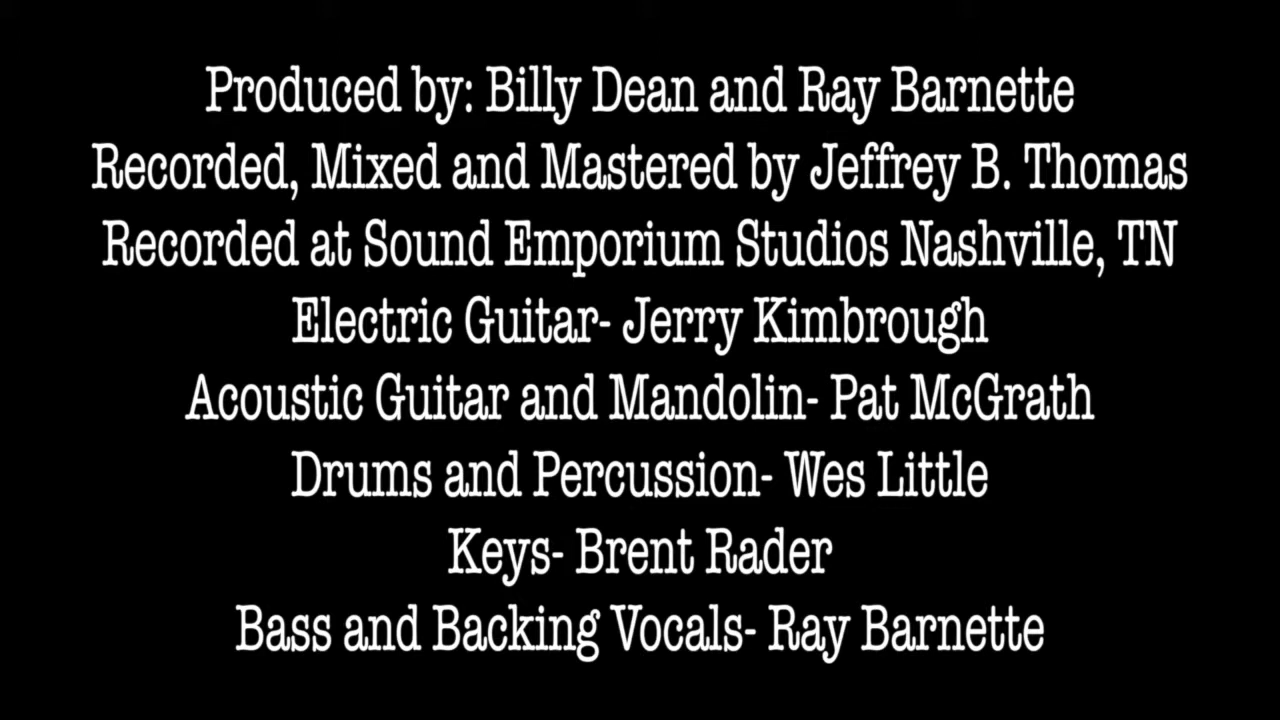 Produced by: Billy Dean and Ray Barnette
Recorded, Mixed and Mastered by Jeffrey B. Thomas
Recorded at Sound Emporium Studios Nashville, TN
Electric Guitar- Jerry Kimbrough
Acoustic Guitar and Mandolin- Pat McGrath
Drums and Percussion- Wes Little
Keys- Brent Rader
Bass and Backing Vocals- Ray Barnette